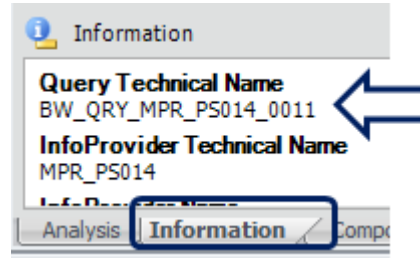 Information
Query Technical Name
BW_QRY_MPR_PS014_0011
InfoProvider Technical Name
MPR_PS014
Analysis Information